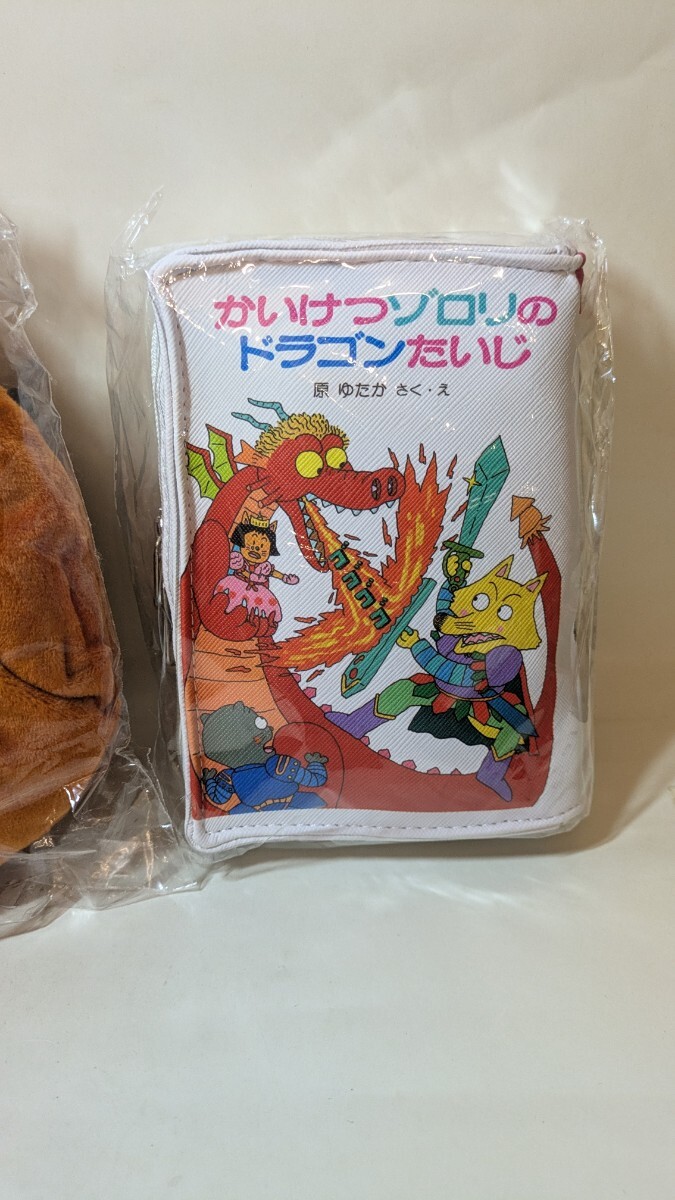 かいけつゾロリの
ドラゴンたいじ
原 ゆたか さく・え
ゴゴゴゴ